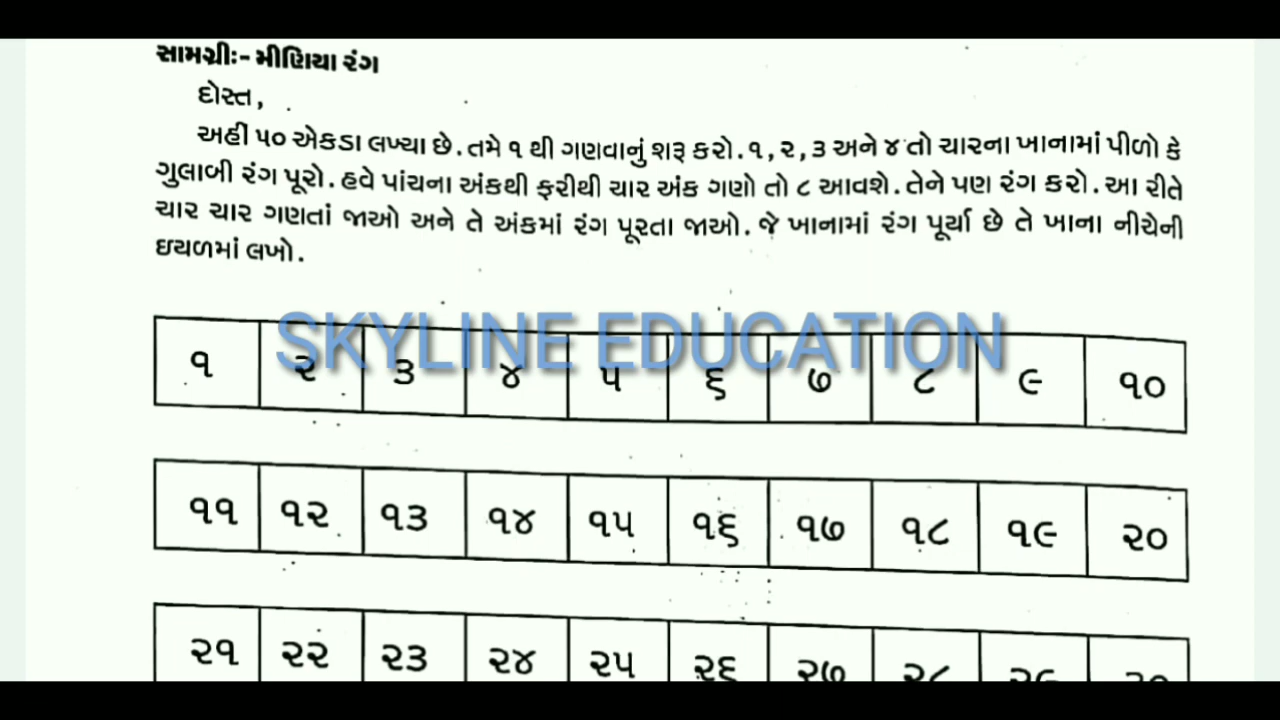 સામગ્રીઃ- મીણિયા રંગ
દોસ્ત,
અહીં ૫૦ એકડા લખ્યા છે. તમે ૧ થી ગણવાનું શરૂ કરો. ૧, ૨, ૩ અને ૪ તો ચારના ખાનામાં પીળો કે
ગુલાબી રંગ પૂરો. હવે પાંચના અંકથી ફરીથી ચાર અંક ગણો તો ૮ આવશે. તેને પણ રંગ કરો. આ રીતે
ચાર ચાર ગણતાં જાઓ અને તે અંકમાં રંગ પૂરતા જાઓ. જે ખાનામાં રંગ પૂર્યા છે તે ખાના નીચેની
ઇયળમાં લખો.
SKYLINE EDUCATION
૧ ૨ ૩ ૪ ૫ ૬ ૭ ૮ ૯ ૧૦
૧૧ ૧૨ ૧૩ ૧૪ ૧૫ ૧૬ ૧૭ ૧૮ ૧૯ ૨૦
૨૧ ૨૨ ૨૩ ૨૪ ૨૫ ૨૬ ૨૭ ૨૮ ૨૯ ૩૦